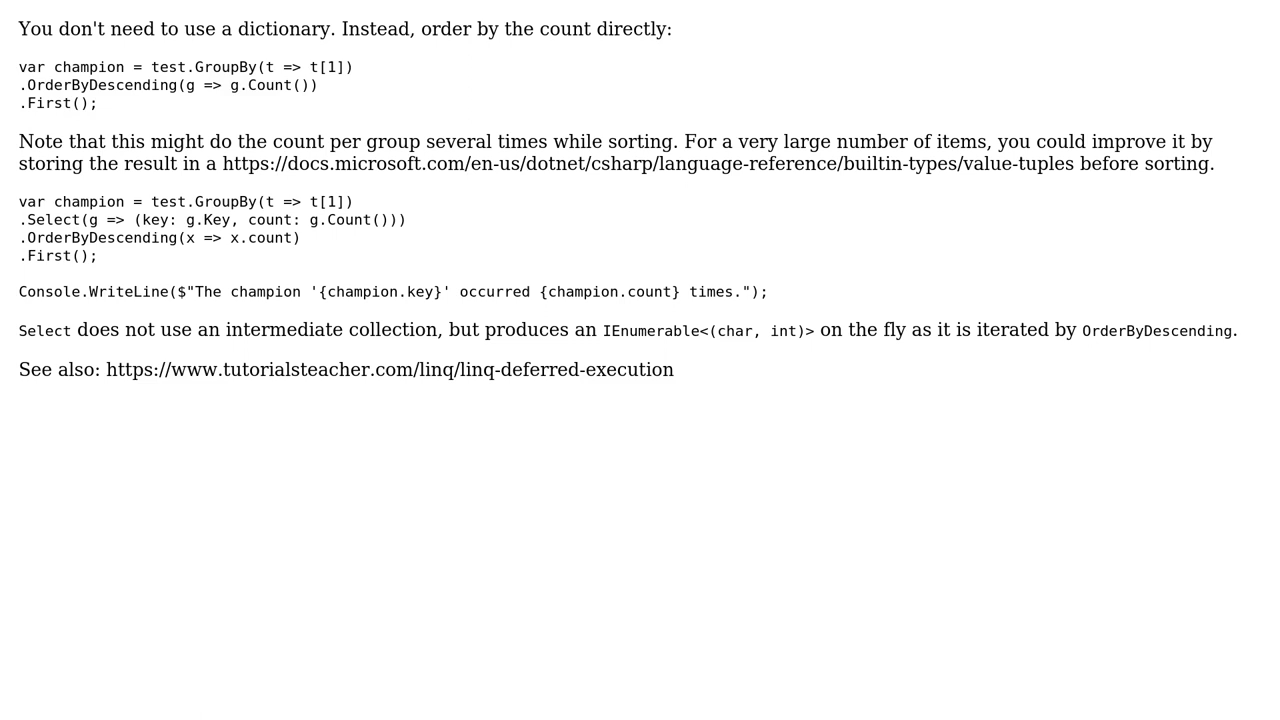 You don't need to use a dictionary. Instead, order by the count directly:
var champion = test.GroupBy(t => t[1])
.OrderByDescending(g => g.Count())
.First();
Note that this might do the count per group several times while sorting. For a very large number of items, you could improve it by
storing the result in a https://docs.microsoft.com/en-us/dotnet/csharp/language-reference/builtin-types/value-tuples before sorting.
var champion = test.GroupBy(t => t[1])
.Select(g => (key: g.Key, count: g.Count()))
.OrderByDescending(x => x.count)
.First();
Console.WriteLine($"The champion '{champion.key}' occurred {champion.count} times.");
Select does not use an intermediate collection, but produces an IEnumerable<(char, int)> on the fly as it is iterated by OrderByDescending.
See also: https://www.tutorialsteacher.com/linq/linq-deferred-execution